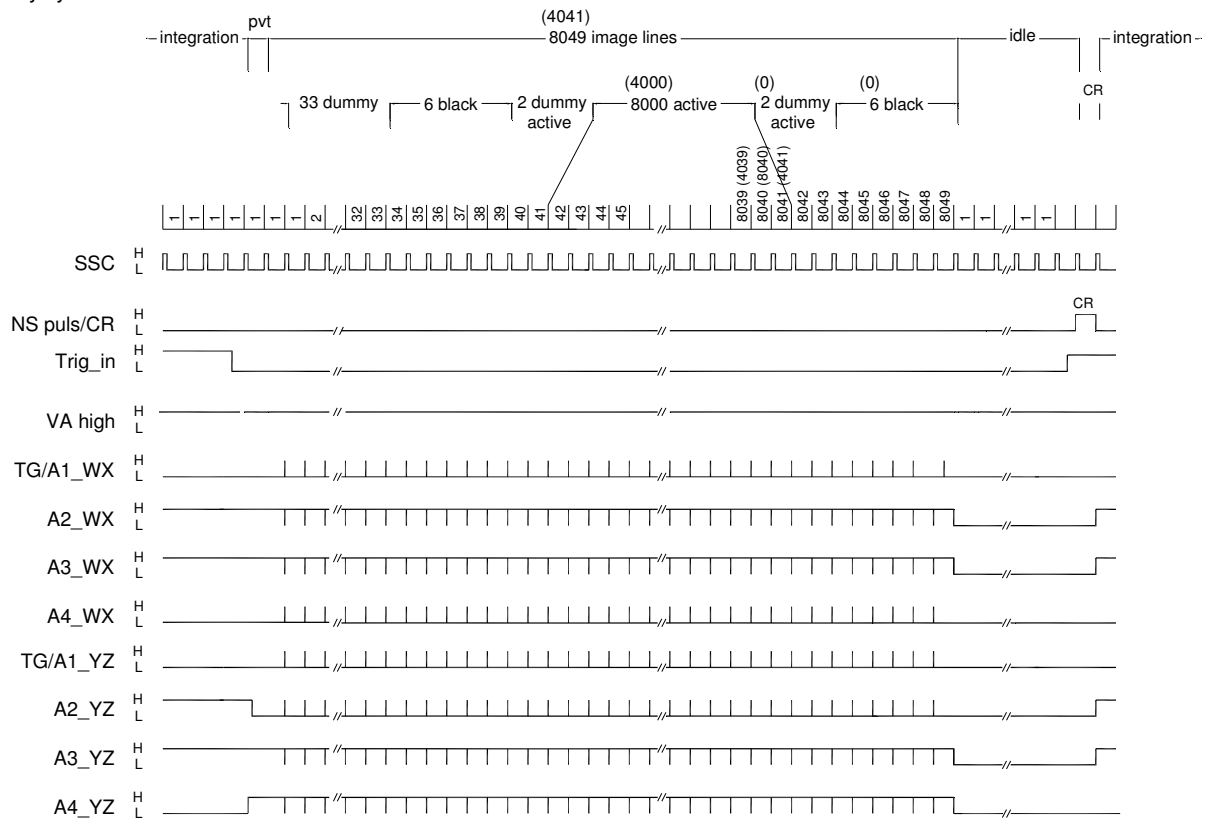 (4041)
pvt
integration 8049 image lines idle integration
(4000) (0) (0) CR
33 dummy 6 black 2 dummy active 8000 active 2 dummy active 6 black
1 1 1 1 1 1 1 2 32 33 34 35 36 37 38 39 40 41 42 43 44 45 8039 (4039) 8040 (8040) 8041 (4041) 8042 8043 8044 8045 8046 8047 8048 8049 1 1 1 1
SSC H L
CR
NS puls/CR H L
Trig_in H L
VA high H L
TG/A1_WX H L
A2_WX H L
A3_WX H L
A4_WX H L
TG/A1_YZ H L
A2_YZ H L
A3_YZ H L
A4_YZ H L